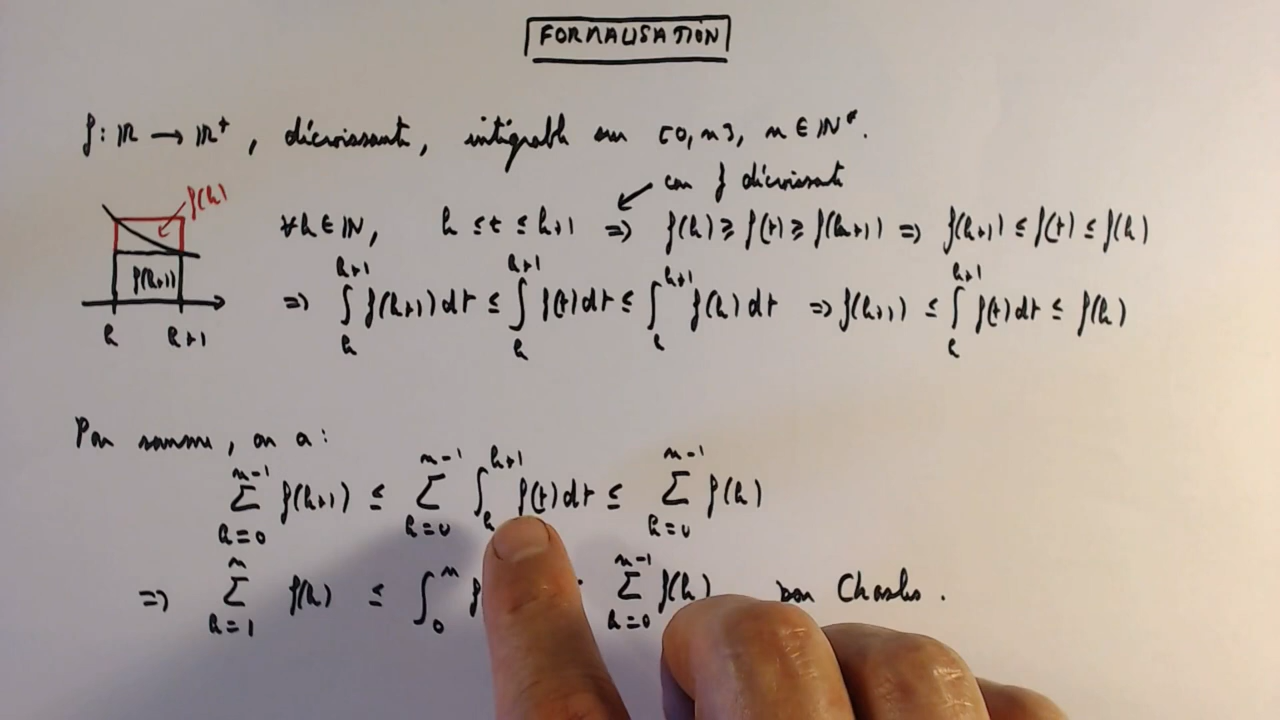 FORMALISATION
f: ℝ → ℝ⁺, décroissante, intégrable sur [0, n], n ∈ ℕ*.
car f décroissante
f(k)
∀k ∈ ℕ, k ≤ t ≤ k+1 ⇒ f(k) ≥ f(t) ≥ f(k+1) ⇒ f(k+1) ≤ f(t) ≤ f(k)
f(k+1)
k k+1
⇒ ∫_k^{k+1} f(k+1) dt ≤ ∫_k^{k+1} f(t) dt ≤ ∫_k^{k+1} f(k) dt ⇒ f(k+1) ≤ ∫_k^{k+1} f(t) dt ≤ f(k)
Par somme, on a :
∑_{k=0}^{n-1} f(k+1) ≤ ∑_{k=0}^{n-1} ∫_k^{k+1} f(t) dt ≤ ∑_{k=0}^{n-1} f(k)
⇒ ∑_{k=1}^{n} f(k) ≤ ∫_0^n f ∑_{k=0}^{n-1} f(k) par Chasles.